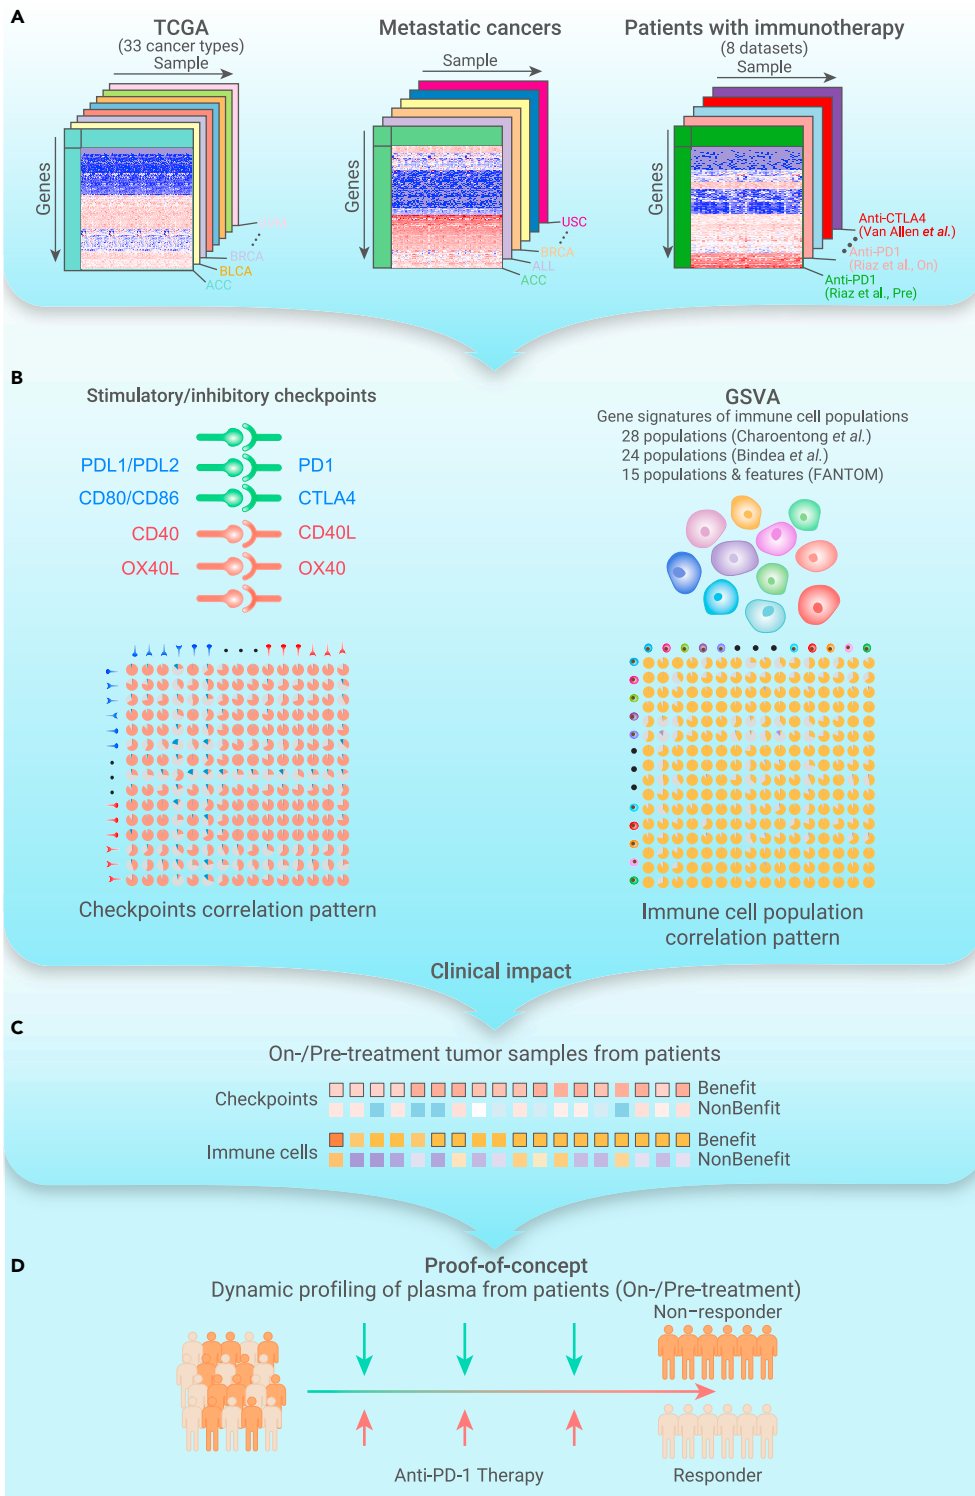 A
TCGA
(33 cancer types)
Sample
Genes
BRCA
BLCA
ACC
Metastatic cancers
Sample
Genes
USC
BRCA
ALL
ACC
Patients with immunotherapy
(8 datasets)
Sample
Genes
Anti-CTLA4
(Van Allen et al.)
Anti-PD1
(Riaz et al., On)
Anti-PD1
(Riaz et al., Pre)
B
Stimulatory/inhibitory checkpoints
PDL1/PDL2 PD1
CD80/CD86 CTLA4
CD40 CD40L
OX40L OX40
Checkpoints correlation pattern
GSVA
Gene signatures of immune cell populations
28 populations (Charoentong et al.)
24 populations (Bindea et al.)
15 populations & features (FANTOM)
Immune cell population
correlation pattern
Clinical impact
C
On-/Pre-treatment tumor samples from patients
Checkpoints
Benefit
NonBenfit
Immune cells
Benefit
NonBenefit
D
Proof-of-concept
Dynamic profiling of plasma from patients (On-/Pre-treatment)
Non-responder
Anti-PD-1 Therapy
Responder